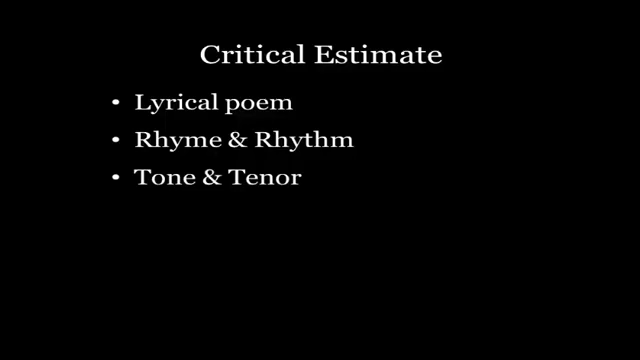 Critical Estimate
• Lyrical poem
• Rhyme & Rhythm
• Tone & Tenor